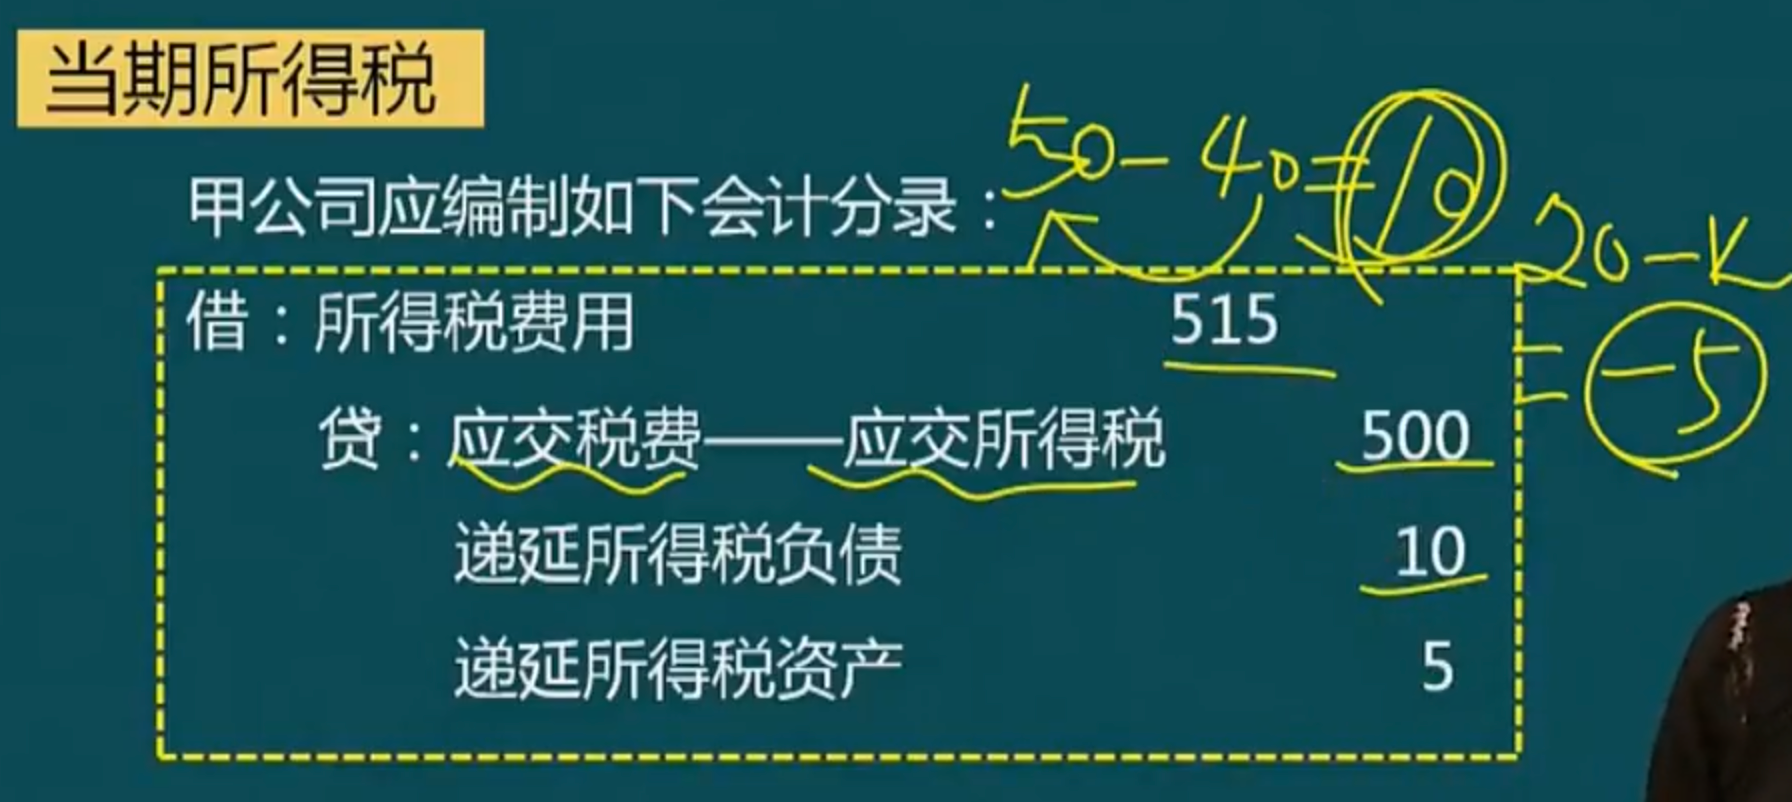 当期所得税
50-40=10
甲公司应编制如下会计分录：
20-
=-5
借：所得税费用 515
贷：应交税费——应交所得税 500
递延所得税负债 10
递延所得税资产 5